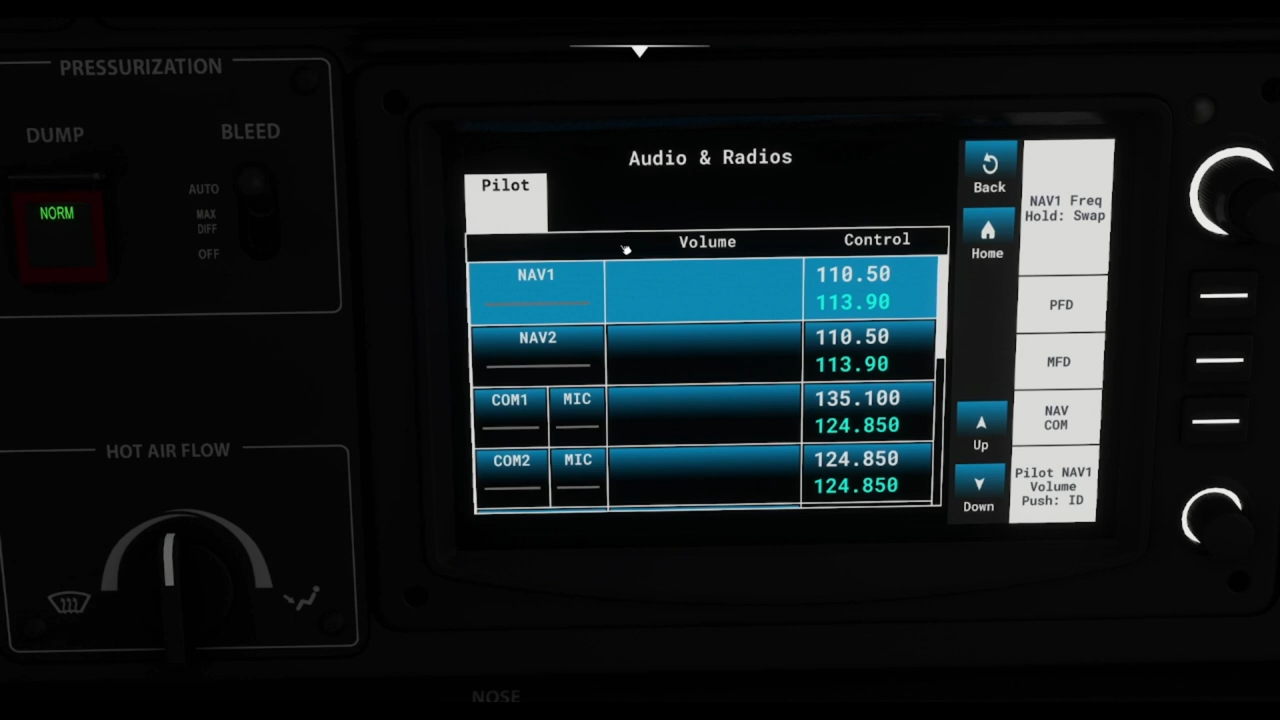 PRESSURIZATION
DUMP
BLEED
AUTO
MAX
DIFF
OFF
NORM
HOT AIR FLOW
NOSE
Audio & Radios
Pilot
Volume
Control
NAV1
110.50
113.90
NAV2
110.50
113.90
COM1
MIC
135.100
124.850
COM2
MIC
124.850
124.850
Back
Home
Up
Down
NAV1 Freq
Hold: Swap
PFD
MFD
NAV
COM
Pilot NAV1
Volume
Push: ID